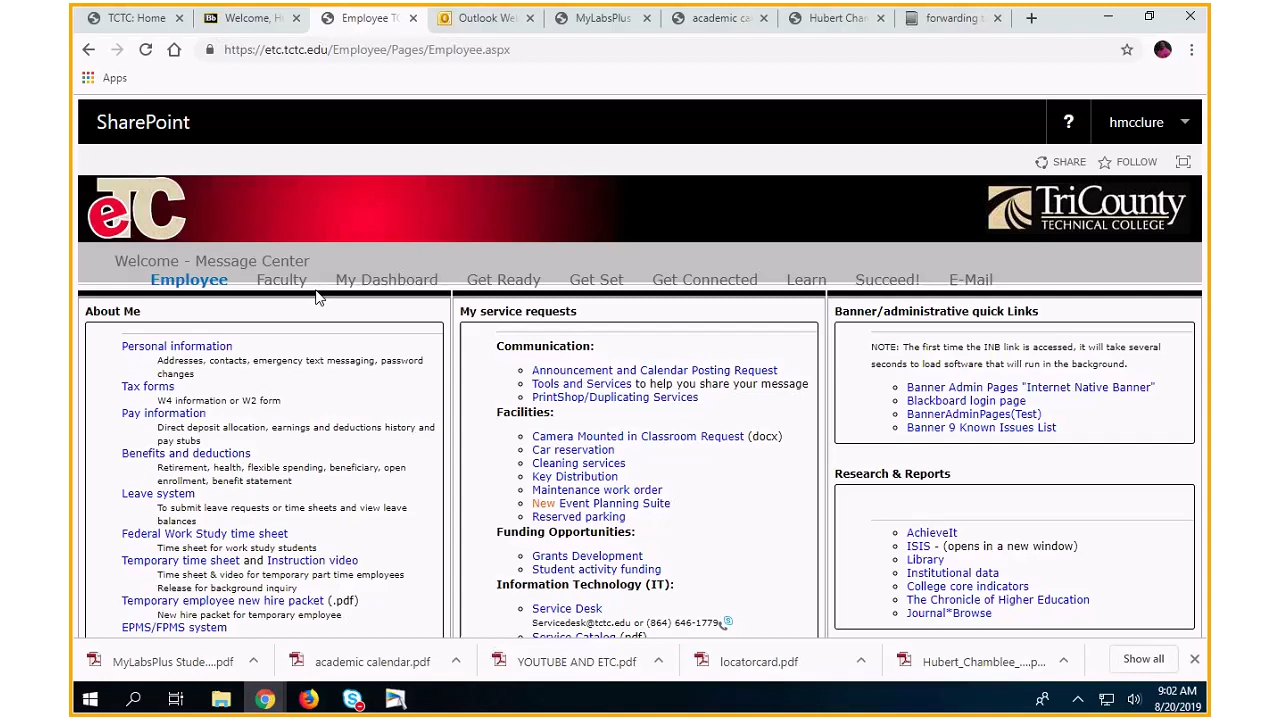 TCTC: Home
Welcome, H
Employee TC
Outlook We
MyLabsPlus
academic ca
Hubert Cham
forwarding t
https://etc.tctc.edu/Employee/Pages/Employee.aspx
Apps
SharePoint
?
hmcclure
SHARE
FOLLOW
eTC
TriCounty
TECHNICAL COLLEGE
Welcome - Message Center
Employee Faculty My Dashboard Get Ready Get Set Get Connected Learn Succeed! E-Mail
About Me
Personal information
Addresses, contacts, emergency text messaging, password
changes
Tax forms
W4 information or W2 form
Pay information
Direct deposit allocation, earnings and deductions history and
pay stubs
Benefits and deductions
Retirement, health, flexible spending, beneficiary, open
enrollment, benefit statement
Leave system
To submit leave requests or time sheets and view leave
balances
Federal Work Study time sheet
Time sheet for work study students
Temporary time sheet and Instruction video
Time sheet & video for temporary part time employees
Release for background inquiry
Temporary employee new hire packet (.pdf)
New hire packet for temporary employee
EPMS/FPMS system
My service requests
Communication:
Announcement and Calendar Posting Request
Tools and Services to help you share your message
PrintShop/Duplicating Services
Facilities:
Camera Mounted in Classroom Request (docx)
Car reservation
Cleaning services
Key Distribution
Maintenance work order
New Event Planning Suite
Reserved parking
Funding Opportunities:
Grants Development
Student activity funding
Information Technology (IT):
Service Desk
Servicedesk@tctc.edu or (864) 646-1779
Service Catalog (pdf)
Banner/administrative quick Links
NOTE: The first time the INB link is accessed, it will take several
seconds to load software that will run in the background.
Banner Admin Pages "Internet Native Banner"
Blackboard login page
BannerAdminPages(Test)
Banner 9 Known Issues List
Research & Reports
AchieveIt
ISIS - (opens in a new window)
Library
Institutional data
College core indicators
The Chronicle of Higher Education
Journal*Browse
MyLabsPlus Stude....pdf
academic calendar.pdf
YOUTUBE AND ETC.pdf
locatorcard.pdf
Hubert_Chamblee_....p...
Show all
9:02 AM
8/20/2019